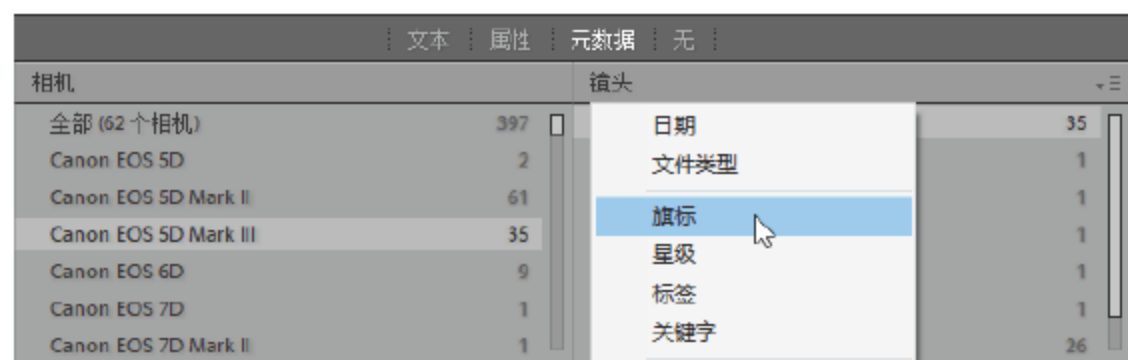 文本 属性 元数据 无
相机 镜头
全部 (62 个相机) 397 日期 35
Canon EOS 5D 2 文件类型 1
Canon EOS 5D Mark II 61 旗标 1
Canon EOS 5D Mark III 35 星级 1
Canon EOS 6D 9 标签 1
Canon EOS 7D 1 关键字 1
Canon EOS 7D Mark II 1 26